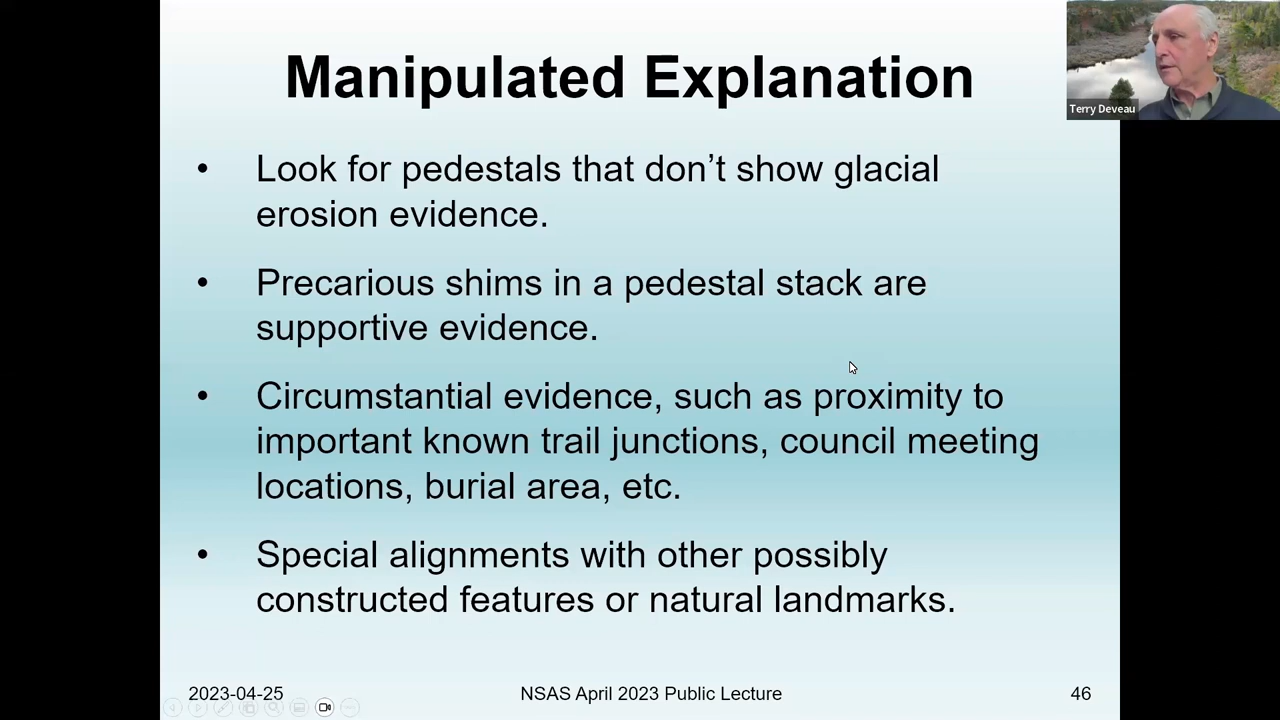 Manipulated Explanation
Terry Deveau
• Look for pedestals that don’t show glacial
erosion evidence.
• Precarious shims in a pedestal stack are
supportive evidence.
• Circumstantial evidence, such as proximity to
important known trail junctions, council meeting
locations, burial area, etc.
• Special alignments with other possibly
constructed features or natural landmarks.
2023-04-25 NSAS April 2023 Public Lecture 46